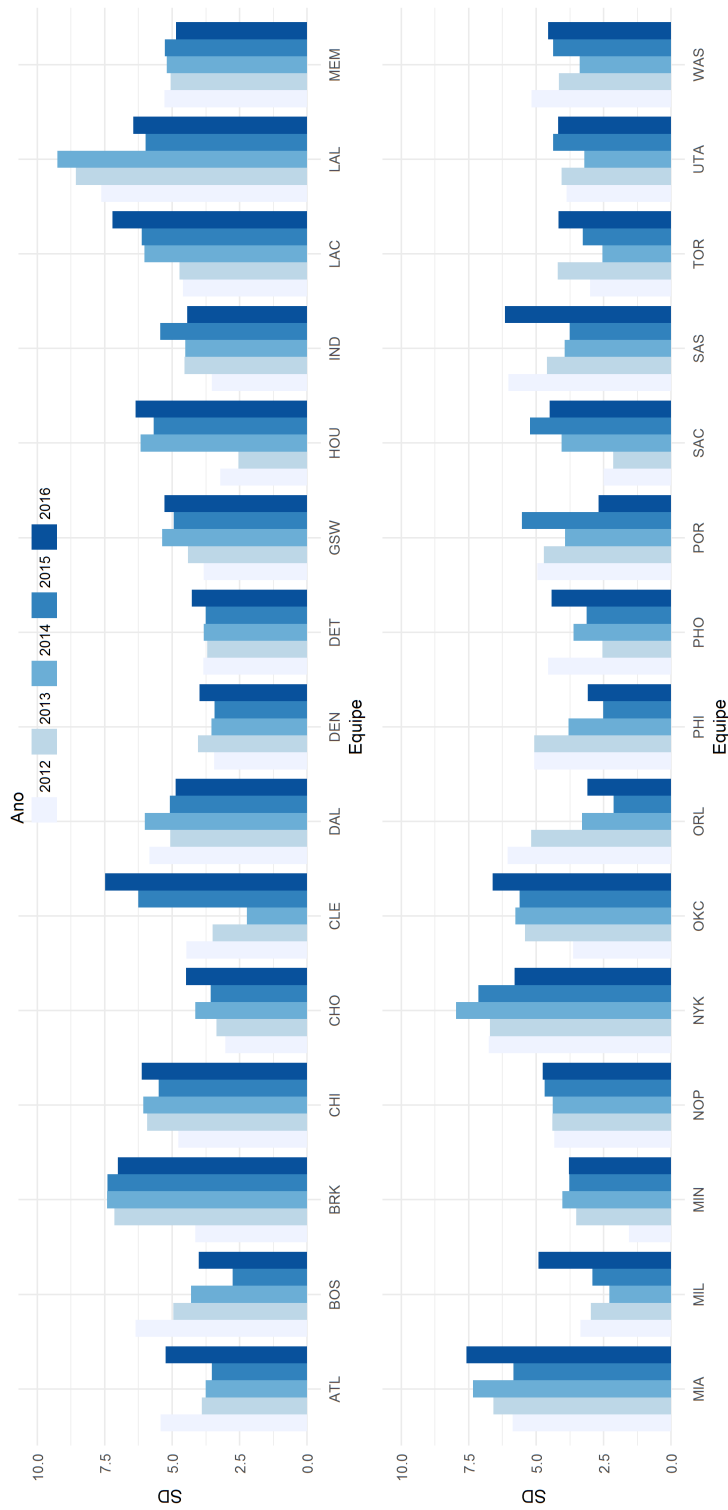 Ano
2012 2013 2014 2015 2016
SD
10.0
7.5
5.0
2.5
0.0
ATL BOS BRK CHI CHO CLE DAL DEN DET GSW HOU IND LAC LAL MEM
Equipe
SD
10.0
7.5
5.0
2.5
0.0
MIA MIL MIN NOP NYK OKC ORL PHI PHO POR SAC SAS TOR UTA WAS
Equipe